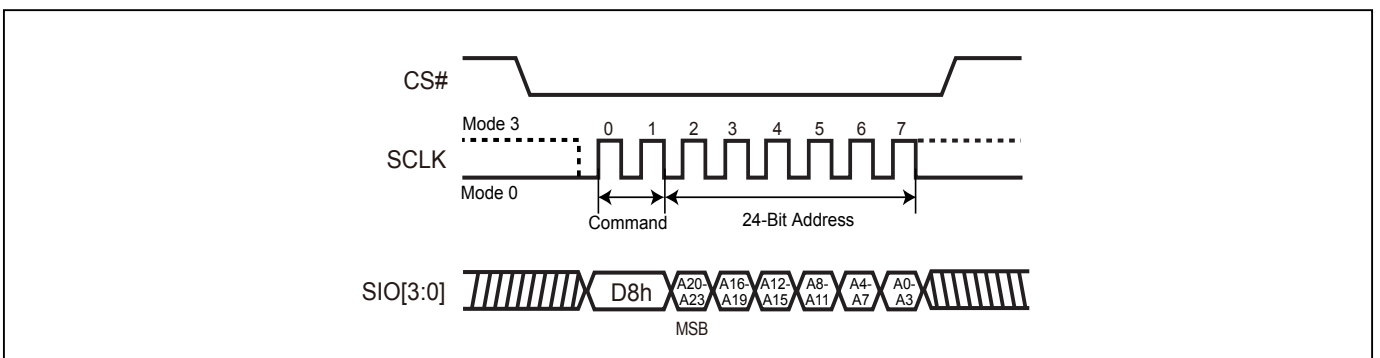 CS#
Mode 3
0 1 2 3 4 5 6 7
SCLK
Mode 0
Command 24-Bit Address
SIO[3:0] D8h A20-A23 A16-A19 A12-A15 A8-A11 A4-A7 A0-A3
MSB